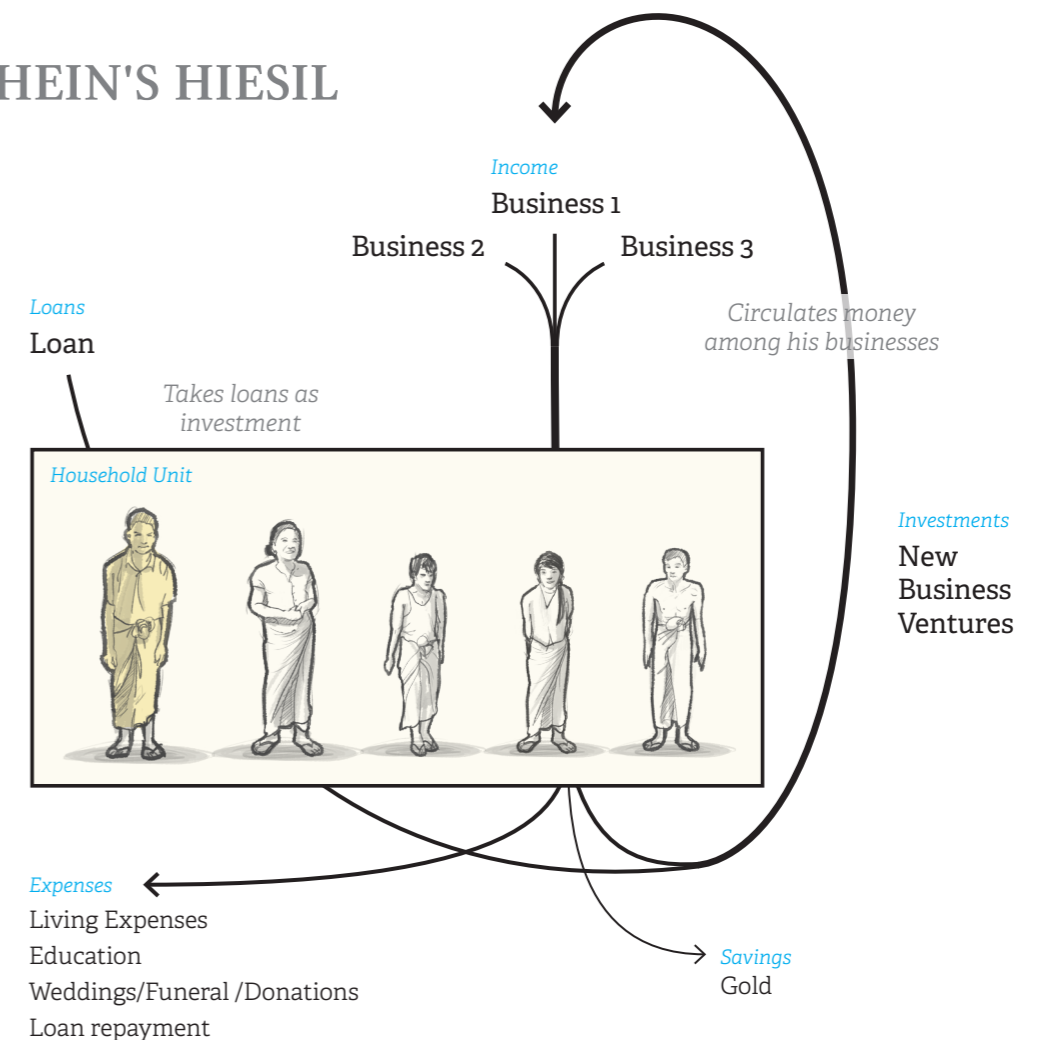 HEIN'S HIESIL
Income
Business 1
Business 2
Business 3
Loans
Loan
Circulates money
among his businesses
Takes loans as
investment
Household Unit
Investments
New
Business
Ventures
Expenses
Living Expenses
Education
Weddings/Funeral /Donations
Loan repayment
Savings
Gold